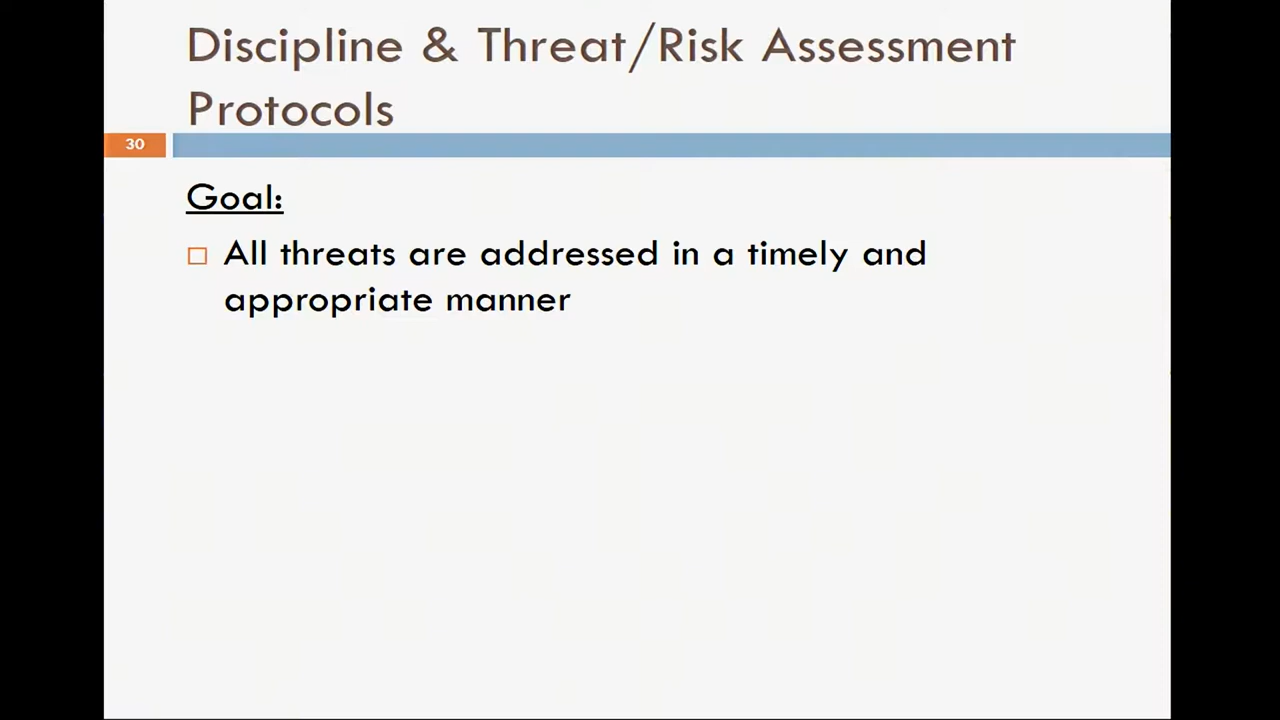 Discipline & Threat/Risk Assessment
Protocols
30
Goal:
All threats are addressed in a timely and
appropriate manner